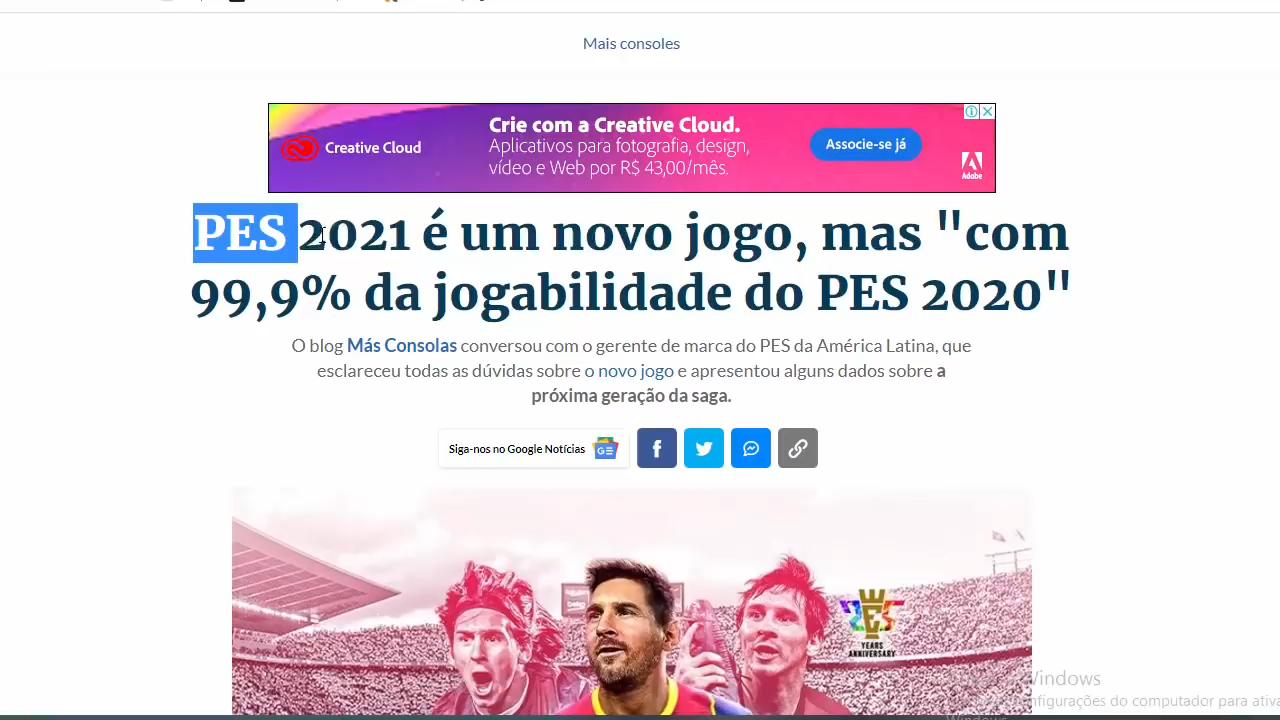 Mais consoles
Crie com a Creative Cloud.
Creative Cloud
Aplicativos para fotografia, design,
vídeo e Web por R$ 43,00/mês.
Associe-se já
Adobe
PES 2021 é um novo jogo, mas "com
99,9% da jogabilidade do PES 2020"
O blog Más Consolas conversou com o gerente de marca do PES da América Latina, que
esclareceu todas as dúvidas sobre o novo jogo e apresentou alguns dados sobre a
próxima geração da saga.
Siga-nos no Google Notícias
GE
f
YEARS
ANNIVERSARY
Windows
configurações do computador para ativa
Windows